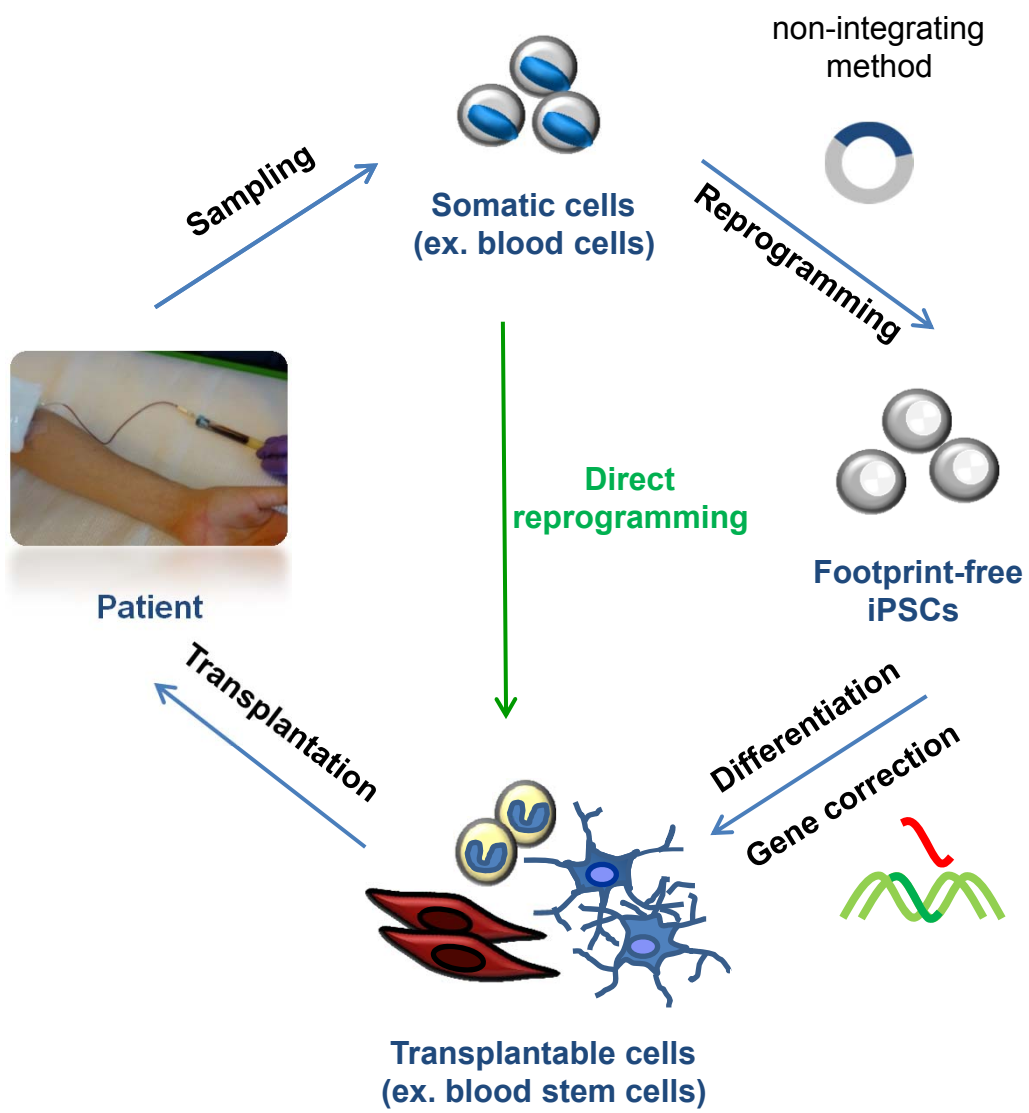 non-integrating
method
Sampling
Somatic cells
(ex. blood cells)
Reprogramming
Direct
reprogramming
Patient
Footprint-free
iPSCs
Transplantation
Differentiation
Gene correction
Transplantable cells
(ex. blood stem cells)